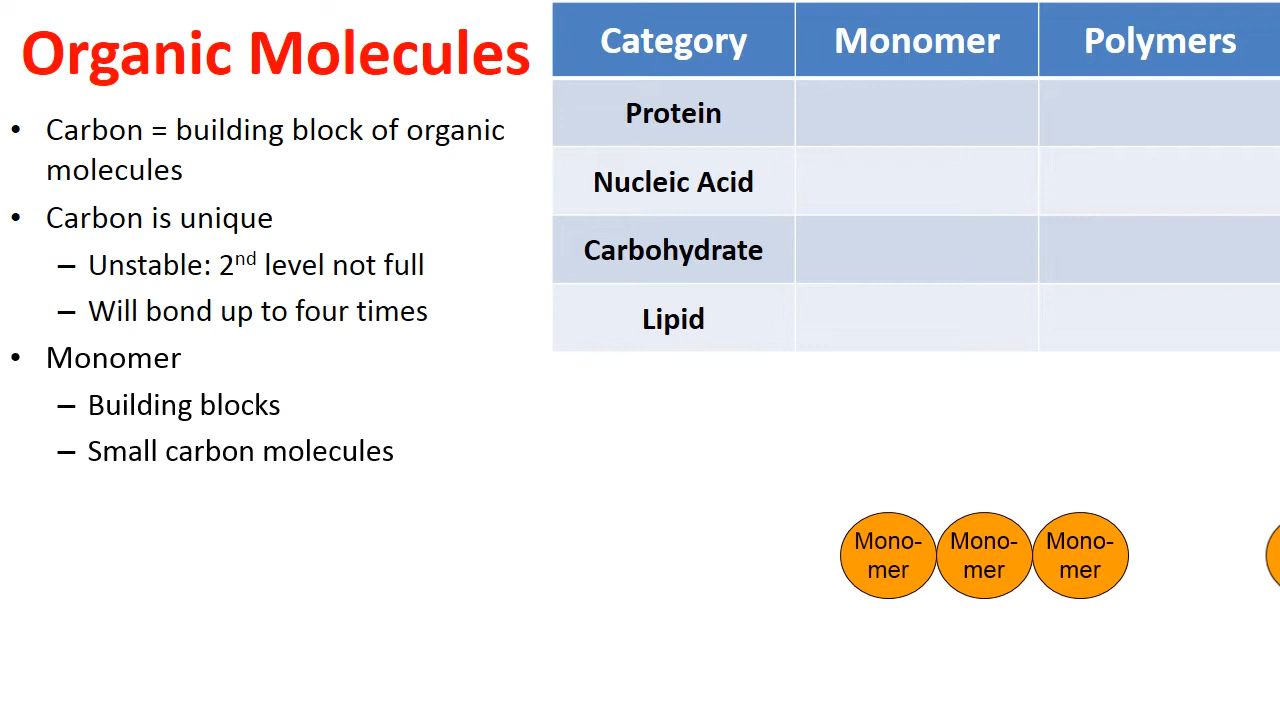 Organic Molecules
• Carbon = building block of organic
molecules
• Carbon is unique
– Unstable: 2nd level not full
– Will bond up to four times
• Monomer
– Building blocks
– Small carbon molecules
Category Monomer Polymers
Protein
Nucleic Acid
Carbohydrate
Lipid
Mono- Mono- Mono-
mer mer mer